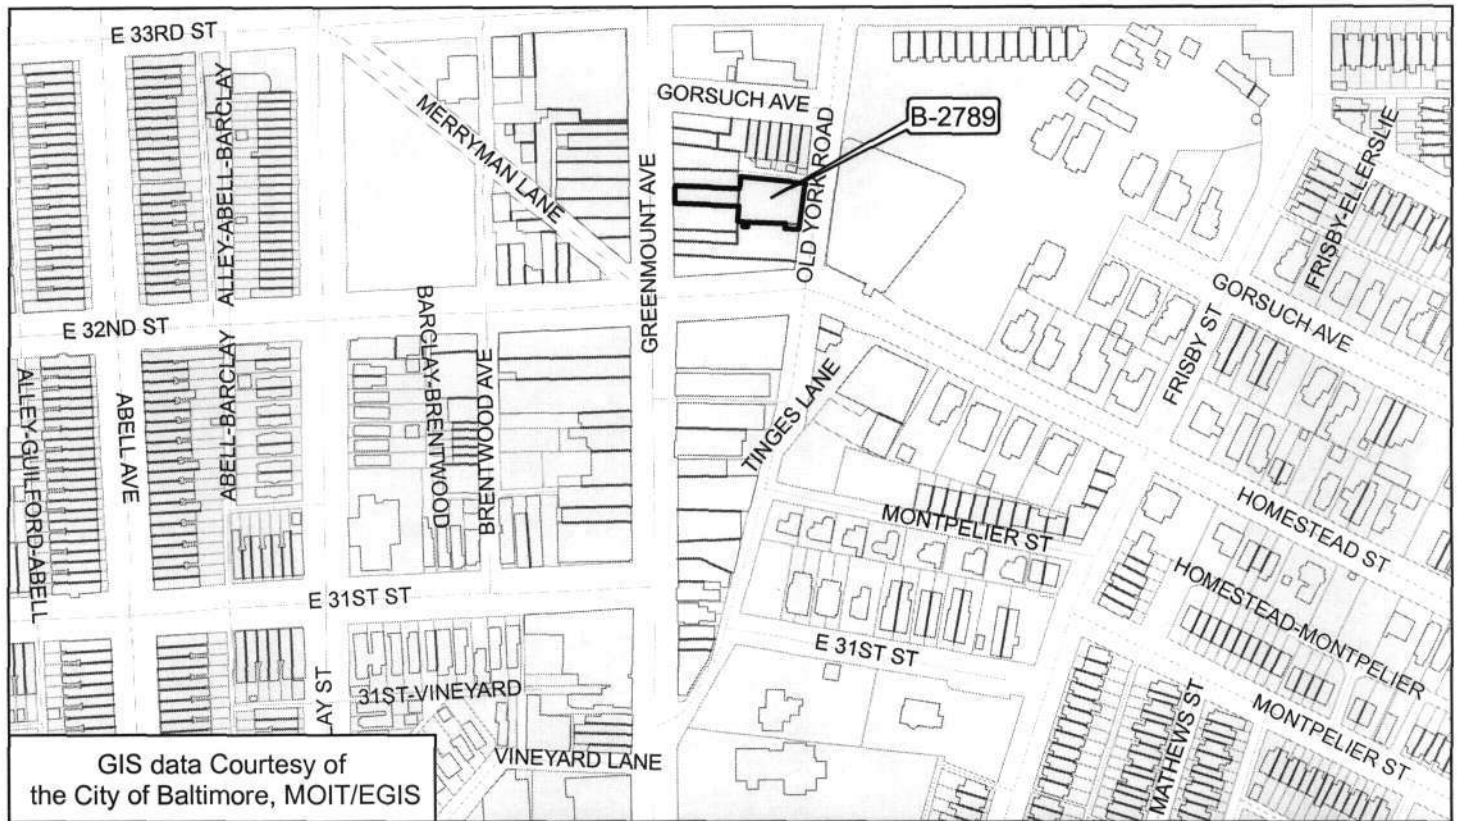 E 33RD ST
ALLEY-ABELL-BARCLAY
MERRYMAN LANE
GORSUCH AVE
B-2789
OLD YORK ROAD
GREENMOUNT AVE
FRISBY-ELLERSLIE
GORSUCH AVE
E 32ND ST
ALLEY-GUILFORD-ABELL
ABELL AVE
ABELL-BARCLAY
BARCLAY-BRENTWOOD
BRENTWOOD AVE
TINGES LANE
FRISBY ST
MONTPELIER ST
HOMESTEAD ST
HOMESTEAD-MONTPELIER
E 31ST ST
E 31ST ST
31ST-VINEYARD
LAY ST
VINEYARD LANE
MATHEWS ST
MONTPELIER ST
GIS data Courtesy of
the City of Baltimore, MOIT/EGIS